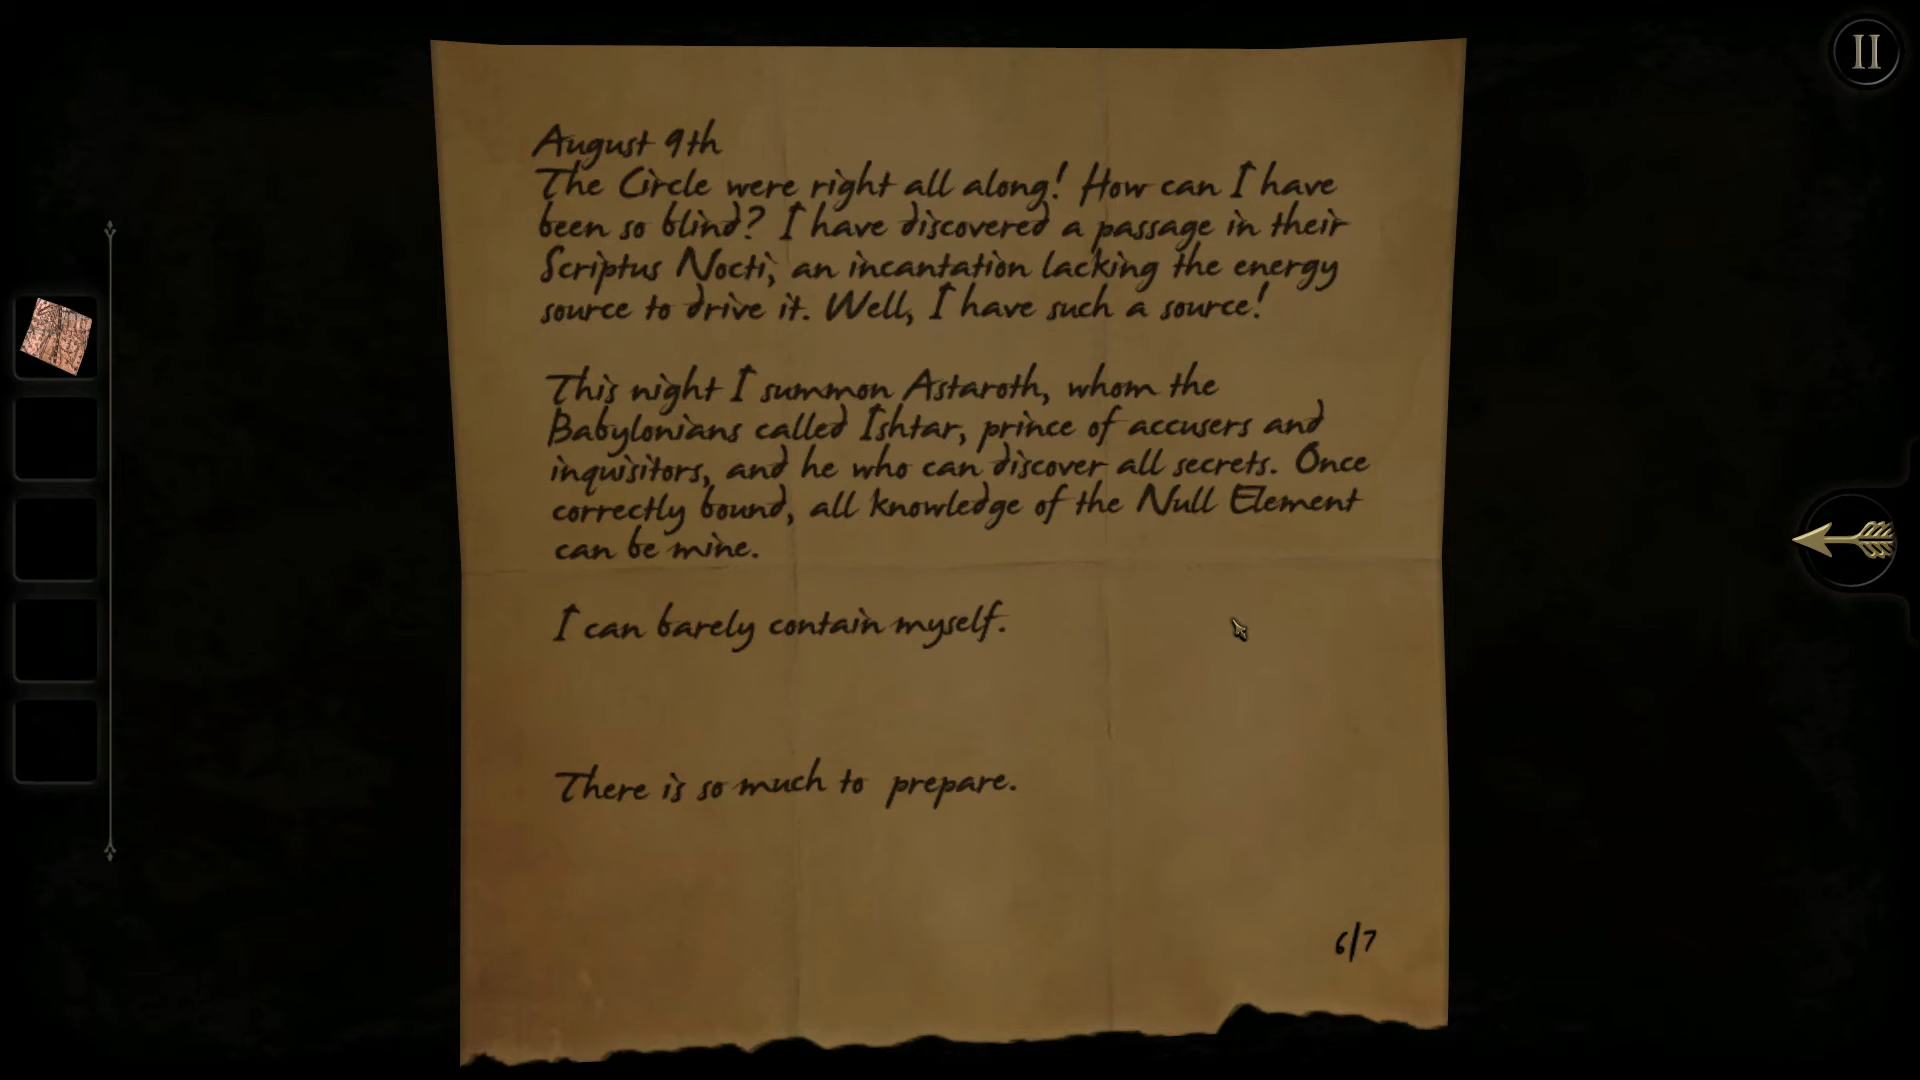 August 9th
The Circle were right all along! How can I have
been so blind? I have discovered a passage in their
Scriptus Nocti, an incantation lacking the energy
source to drive it. Well, I have such a source!
This night I summon Astaroth, whom the
Babylonians called Ishtar, prince of accusers and
inquisitors, and he who can discover all secrets. Once
correctly bound, all knowledge of the Null Element
can be mine.
I can barely contain myself.
There is so much to prepare.
6/7